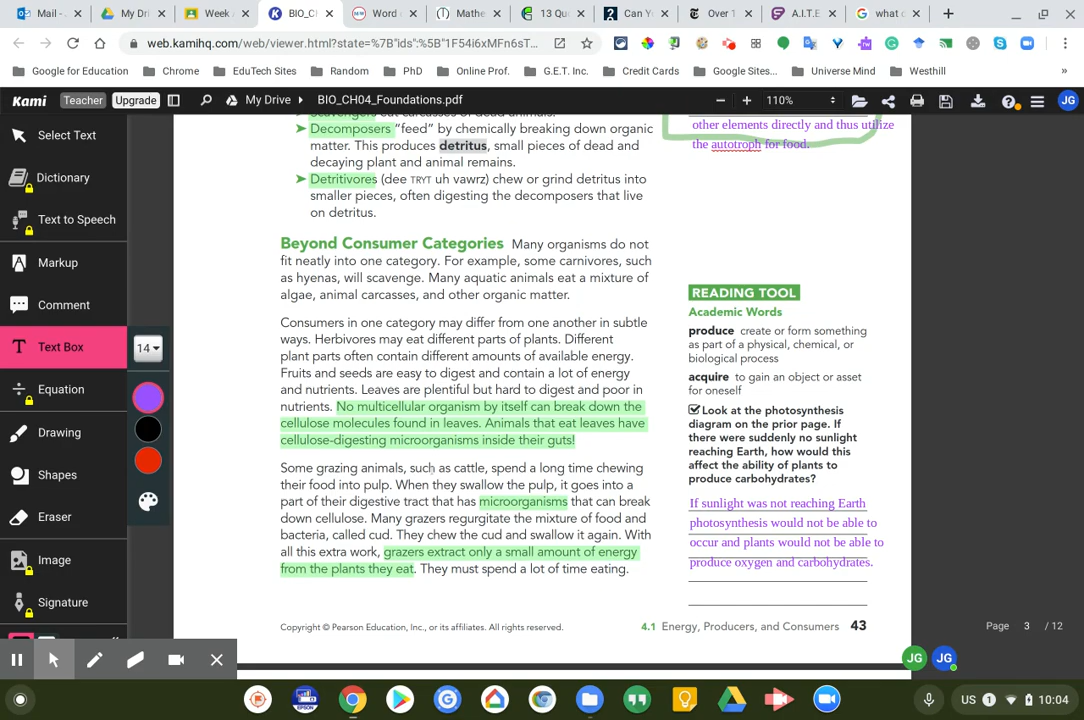 Mail -
My Dri
Week
BIO_CH
Word
Mathe
13 Qu
Can Yo
Over 1
A.I.T.E
what c
web.kamihq.com/web/viewer.html?state=%7B"ids":%5B"1F54i6xMFn6sT...
Google for Education
Chrome
EduTech Sites
Random
PhD
Online Prof.
G.E.T. Inc.
Credit Cards
Google Sites...
Universe Mind
Westhill
»
Kami Teacher Upgrade My Drive BIO_CH04_Foundations.pdf 110% JG
Select Text
Dictionary
Text to Speech
Markup
Comment
Text Box
Equation
Drawing
Shapes
Eraser
Image
Signature
14
➤ Decomposers "feed" by chemically breaking down organic
matter. This produces detritus, small pieces of dead and
decaying plant and animal remains.
➤ Detritivores (dee TRYT uh vawrz) chew or grind detritus into
smaller pieces, often digesting the decomposers that live
on detritus.
Beyond Consumer Categories Many organisms do not
fit neatly into one category. For example, some carnivores, such
as hyenas, will scavenge. Many aquatic animals eat a mixture of
algae, animal carcasses, and other organic matter.
Consumers in one category may differ from one another in subtle
ways. Herbivores may eat different parts of plants. Different
plant parts often contain different amounts of available energy.
Fruits and seeds are easy to digest and contain a lot of energy
and nutrients. Leaves are plentiful but hard to digest and poor in
nutrients. No multicellular organism by itself can break down the
cellulose molecules found in leaves. Animals that eat leaves have
cellulose-digesting microorganisms inside their guts!
Some grazing animals, such as cattle, spend a long time chewing
their food into pulp. When they swallow the pulp, it goes into a
part of their digestive tract that has microorganisms that can break
down cellulose. Many grazers regurgitate the mixture of food and
bacteria, called cud. They chew the cud and swallow it again. With
all this extra work, grazers extract only a small amount of energy
from the plants they eat. They must spend a lot of time eating.
other elements directly and thus utilize
the autotroph for food.
READING TOOL
Academic Words
produce create or form something
as part of a physical, chemical, or
biological process
acquire to gain an object or asset
for oneself
Look at the photosynthesis
diagram on the prior page. If
there were suddenly no sunlight
reaching Earth, how would this
affect the ability of plants to
produce carbohydrates?
If sunlight was not reaching Earth
photosynthesis would not be able to
occur and plants would not be able to
produce oxygen and carbohydrates.
Copyright © Pearson Education, Inc., or its affiliates. All rights reserved.
4.1 Energy, Producers, and Consumers 43
Page 3 / 12
JG JG
EPSON
US 1 10:04